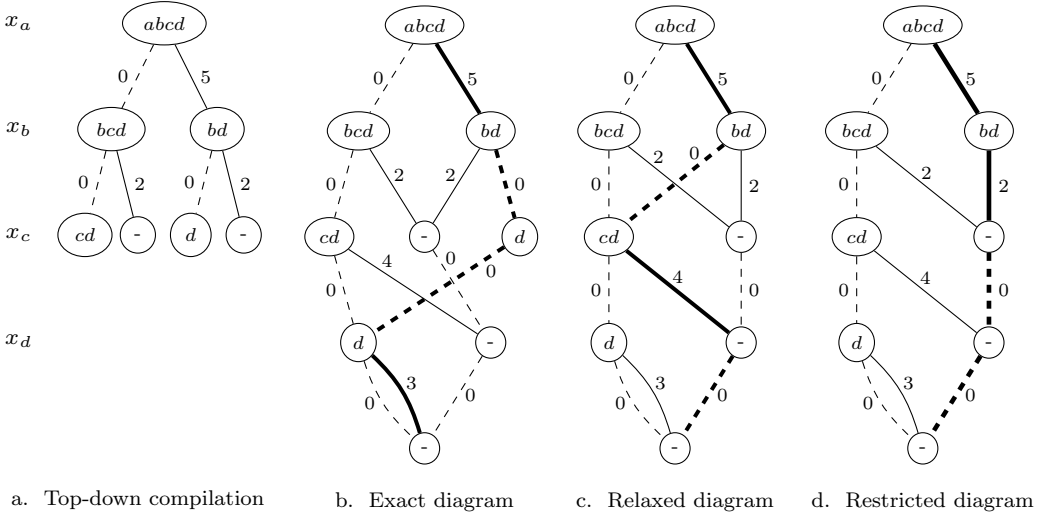 x_a abcd abcd abcd abcd
0 5 0 5 0 5 0 5
x_b bcd bd bcd bd bcd bd bcd bd
0 2 0 2 0 2 2 0 0 2 0 2 0 2 2
x_c cd - d - cd - d cd - cd -
0 4 0 0 0 4 0 0 4 0
x_d d - d - d -
0 3 0 0 3 0 0 3 0
- - -
a. Top-down compilation b. Exact diagram c. Relaxed diagram d. Restricted diagram